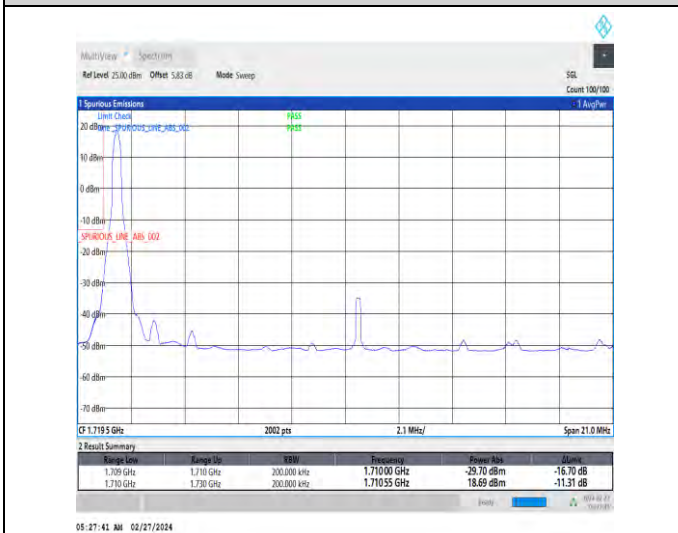 MultiView Spectrum
Ref Level 25.00 dBm Offset 5.83 dB Mode Sweep SGL
Count 100/100
1 Spurious Emissions 1 AvgPwr
Limit Check PASS
20 dBm Line _SPURIOUS_LINE_ABS_002 PASS
10 dBm
0 dBm
-10 dBm
_SPURIOUS_LINE_ABS_002
-20 dBm
-30 dBm
-40 dBm
-50 dBm
-60 dBm
-70 dBm
CF 1.719 5 GHz 2002 pts 2.1 MHz/ Span 21.0 MHz
2 Result Summary
Range Low Range Up RBW Frequency Power Abs ΔLimit
1.709 GHz 1.710 GHz 200.000 kHz 1.71000 GHz -29.70 dBm -16.70 dB
1.710 GHz 1.730 GHz 200.000 kHz 1.71055 GHz 18.69 dBm -11.31 dB
05:27:41 AM 02/27/2024